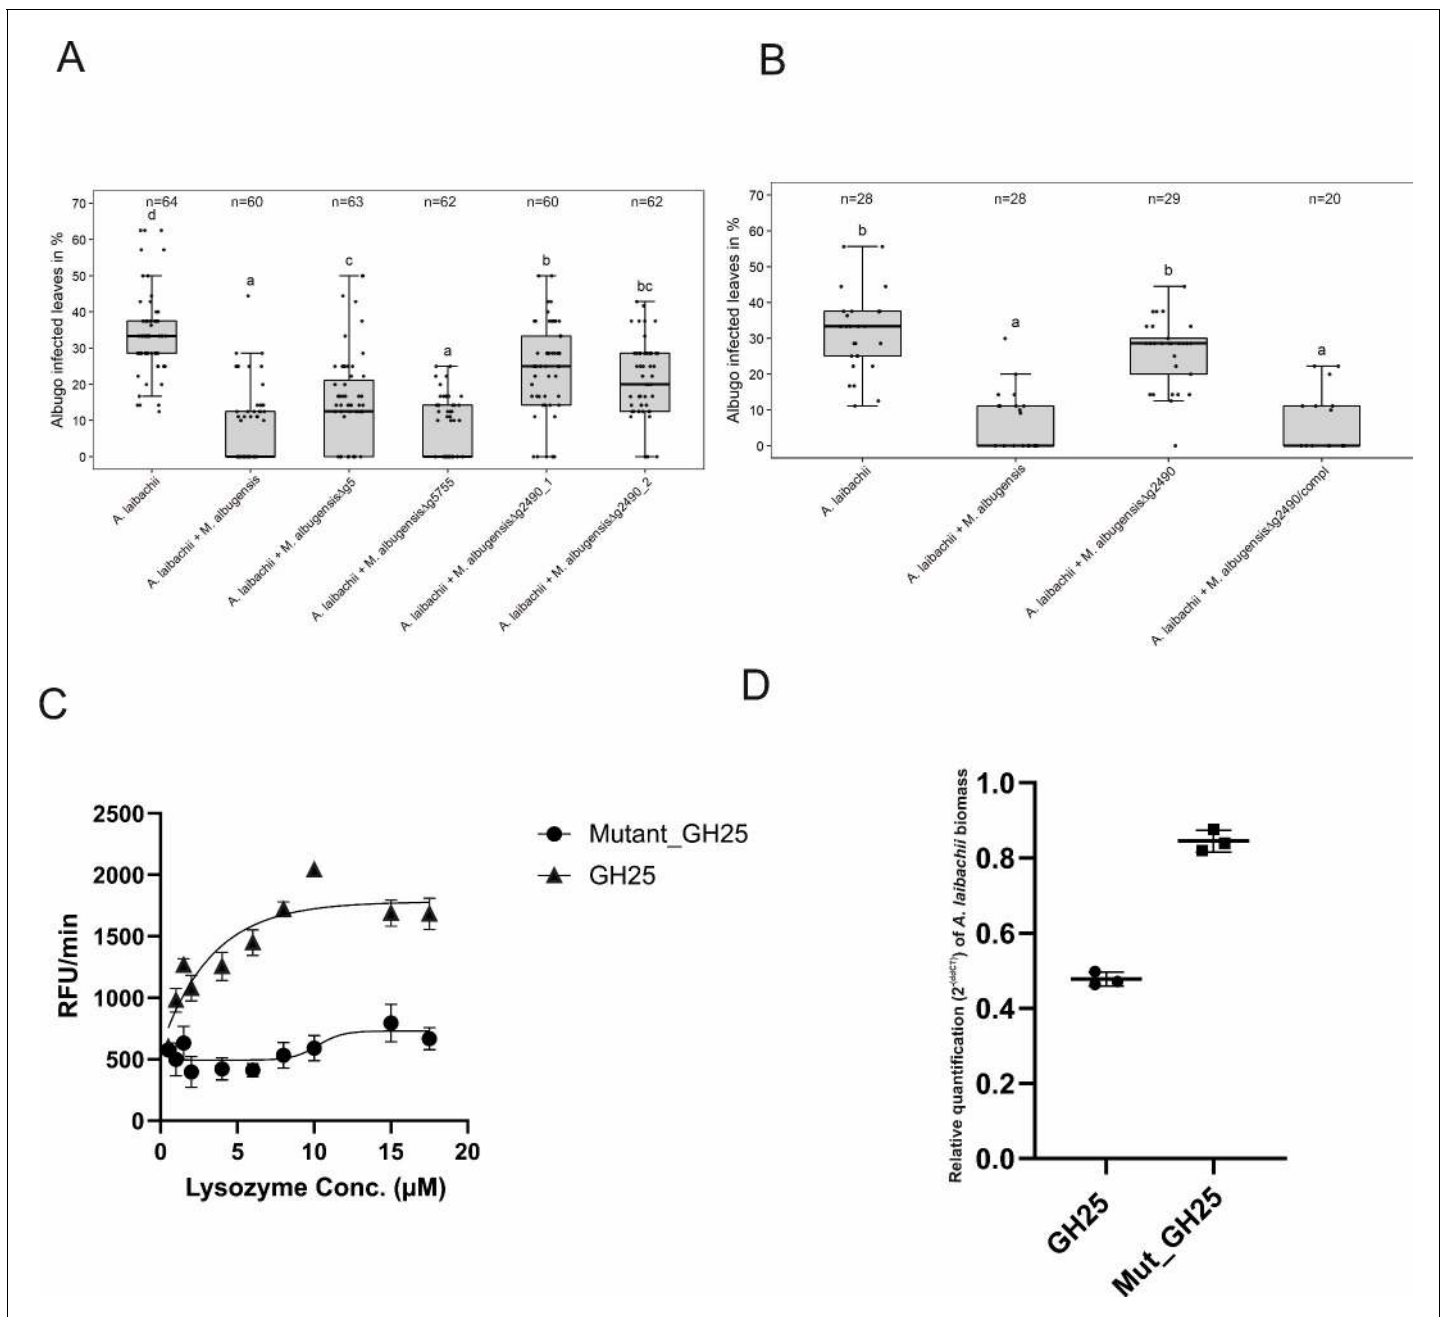 A
B
n=64 n=60 n=63 n=62 n=60 n=62
d a c a b bc
Albugo infected leaves in %
70
60
50
40
30
20
10
0
A. laibachii
A. laibachii + M. albugensis
A. laibachii + M. albugensisΔg5
A. laibachii + M. albugensisΔg5755
A. laibachii + M. albugensisΔg2490_1
A. laibachii + M. albugensisΔg2490_2
n=28 n=28 n=29 n=20
b a b a
Albugo infected leaves in %
70
60
50
40
30
20
10
0
A. laibachii
A. laibachii + M. albugensis
A. laibachii + M. albugensisΔg2490
A. laibachii + M. albugensisΔg2490/compl
C
D
RFU/min
2500
2000
1500
1000
500
0
0 5 10 15 20
Lysozyme Conc. (μM)
Mutant_GH25
GH25
Relative quantification (2-(ddCT)) of A. laibachii biomass
1.0
0.8
0.6
0.4
0.2
0.0
GH25
Mut_GH25